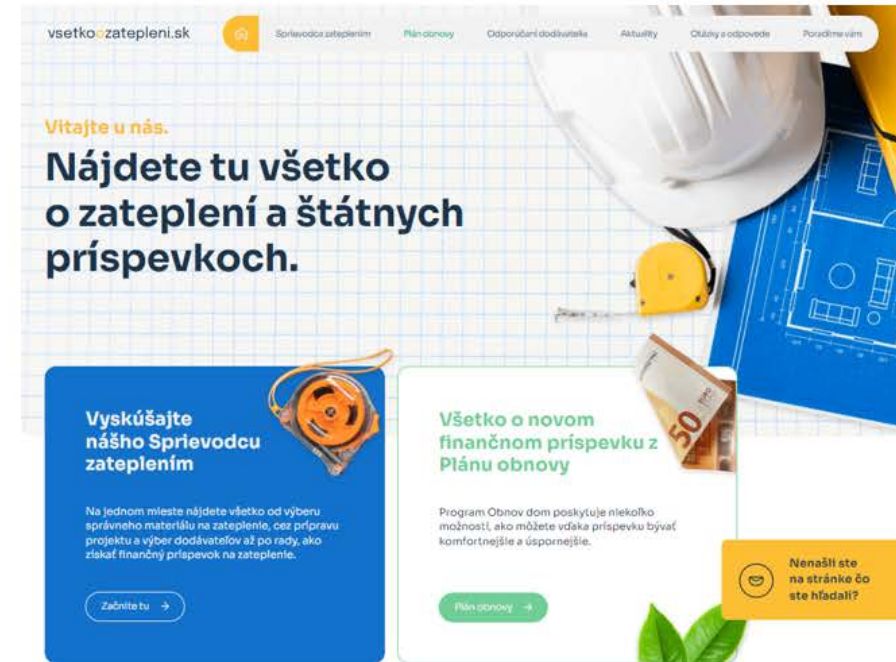 vsetkoozatepleni.sk
Sprievodca zateplením
Plán obnovy
Odporúčaní dodávatelia
Aktuality
Otázky a odpovede
Poradíme vám
Vitajte u nás.
Nájdete tu všetko
o zateplení a štátnych
príspevkoch.
Vyskúšajte
nášho Sprievodcu
zateplením
Na jednom mieste nájdete všetko od výberu
správneho materiálu na zateplenie, cez prípravu
projektu a výber dodávateľov až po rady, ako
získať finančný príspevok na zateplenie.
Začnite tu
Všetko o novom
finančnom príspevku z
Plánu obnovy
50
EURO
Program Obnov dom poskytuje niekoľko
možností, ako môžete vďaka príspevku bývať
komfortnejšie a úspornejšie.
Plán obnovy
Nenašli ste
na stránke čo
ste hľadali?